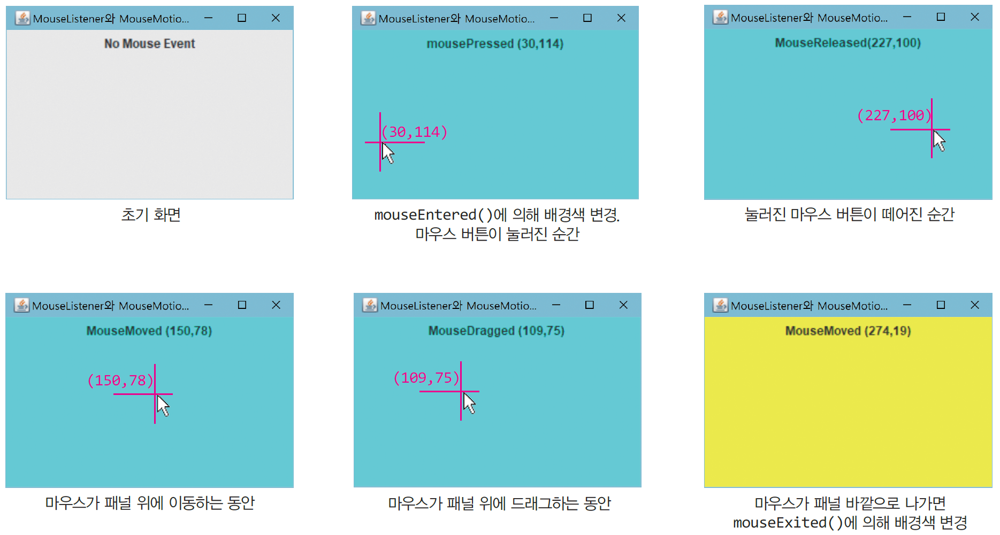 MouseListener와 MouseMotio...
No Mouse Event
초기 화면
MouseListener와 MouseMotio...
mousePressed (30,114)
(30,114)
mouseEntered()에 의해 배경색 변경.
마우스 버튼이 눌러진 순간
MouseListener와 MouseMotio...
MouseReleased(227,100)
(227,100)
눌러진 마우스 버튼이 떼어진 순간
MouseListener와 MouseMotio...
MouseMoved (150,78)
(150,78)
마우스가 패널 위에 이동하는 동안
MouseListener와 MouseMotio...
MouseDragged (109,75)
(109,75)
마우스가 패널 위에 드래그하는 동안
MouseListener와 MouseMotio...
MouseMoved (274,19)
마우스가 패널 바깥으로 나가면
mouseExited()에 의해 배경색 변경